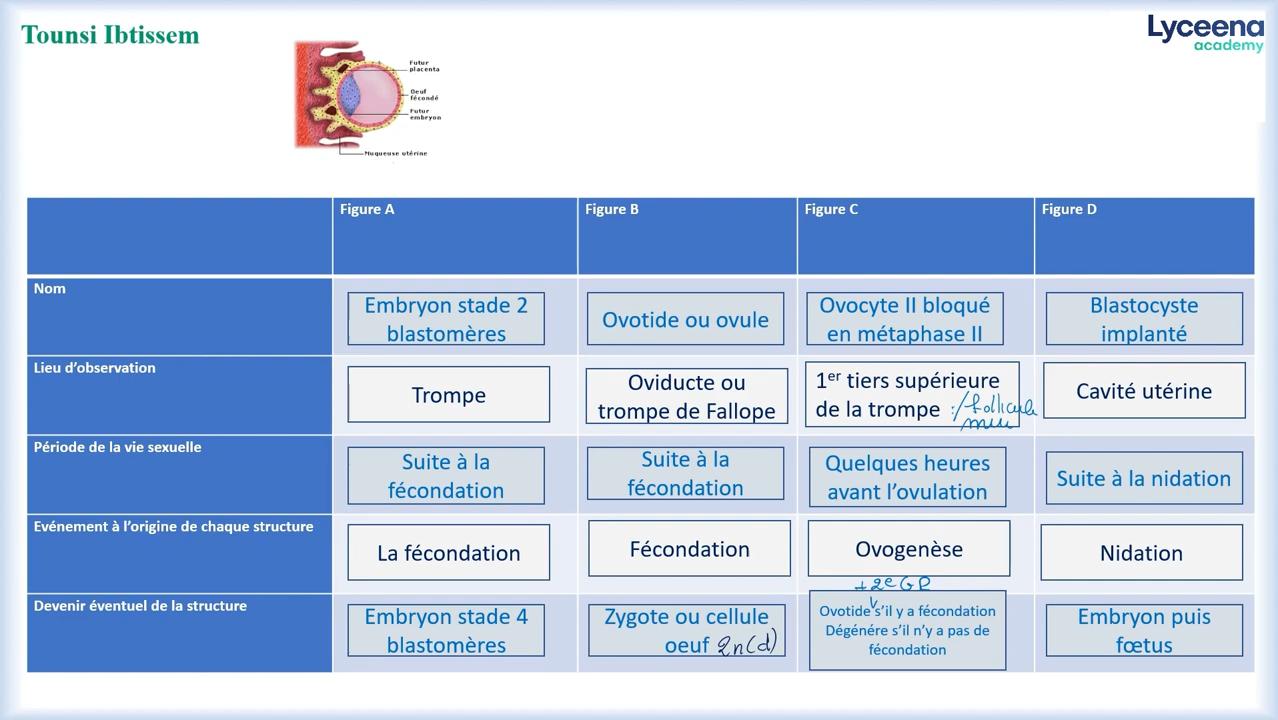 Tounsi Ibtissem
Lyceena
academy
Futur
placenta
Oeuf
fécondé
Futur
embryon
Muqueuse utérine
Figure A
Figure B
Figure C
Figure D
Nom
Embryon stade 2
blastomères
Ovotide ou ovule
Ovocyte II bloqué
en métaphase II
Blastocyste
implanté
Lieu d'observation
Trompe
Oviducte ou
trompe de Fallope
1er tiers supérieure
de la trompe :/follicule
mur
Cavité utérine
Période de la vie sexuelle
Suite à la
fécondation
Suite à la
fécondation
Quelques heures
avant l'ovulation
Suite à la nidation
Evénement à l'origine de chaque structure
La fécondation
Fécondation
Ovogenèse
Nidation
+2e GP
Devenir éventuel de la structure
Embryon stade 4
blastomères
Zygote ou cellule
oeuf 2n(d)
Ovotide s'il y a fécondation
Dégénére s'il n'y a pas de
fécondation
Embryon puis
fœtus